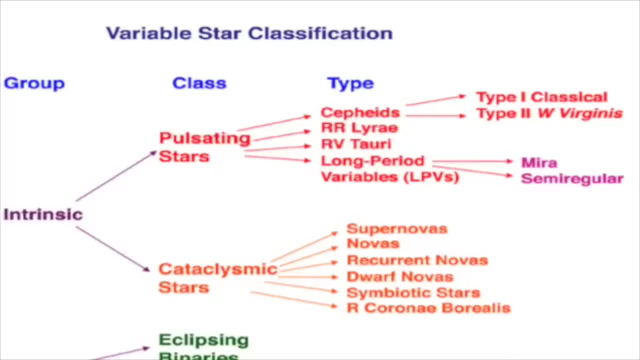 Variable Star Classification
Group
Class
Type
Type I Classical
Cepheids
Type II W Virginis
RR Lyrae
Pulsating
Stars
RV Tauri
Long-Period
Variables (LPVs)
Mira
Semiregular
Intrinsic
Supernovas
Novas
Recurrent Novas
Cataclysmic
Stars
Dwarf Novas
Symbiotic Stars
R Coronae Borealis
Eclipsing
Binaries